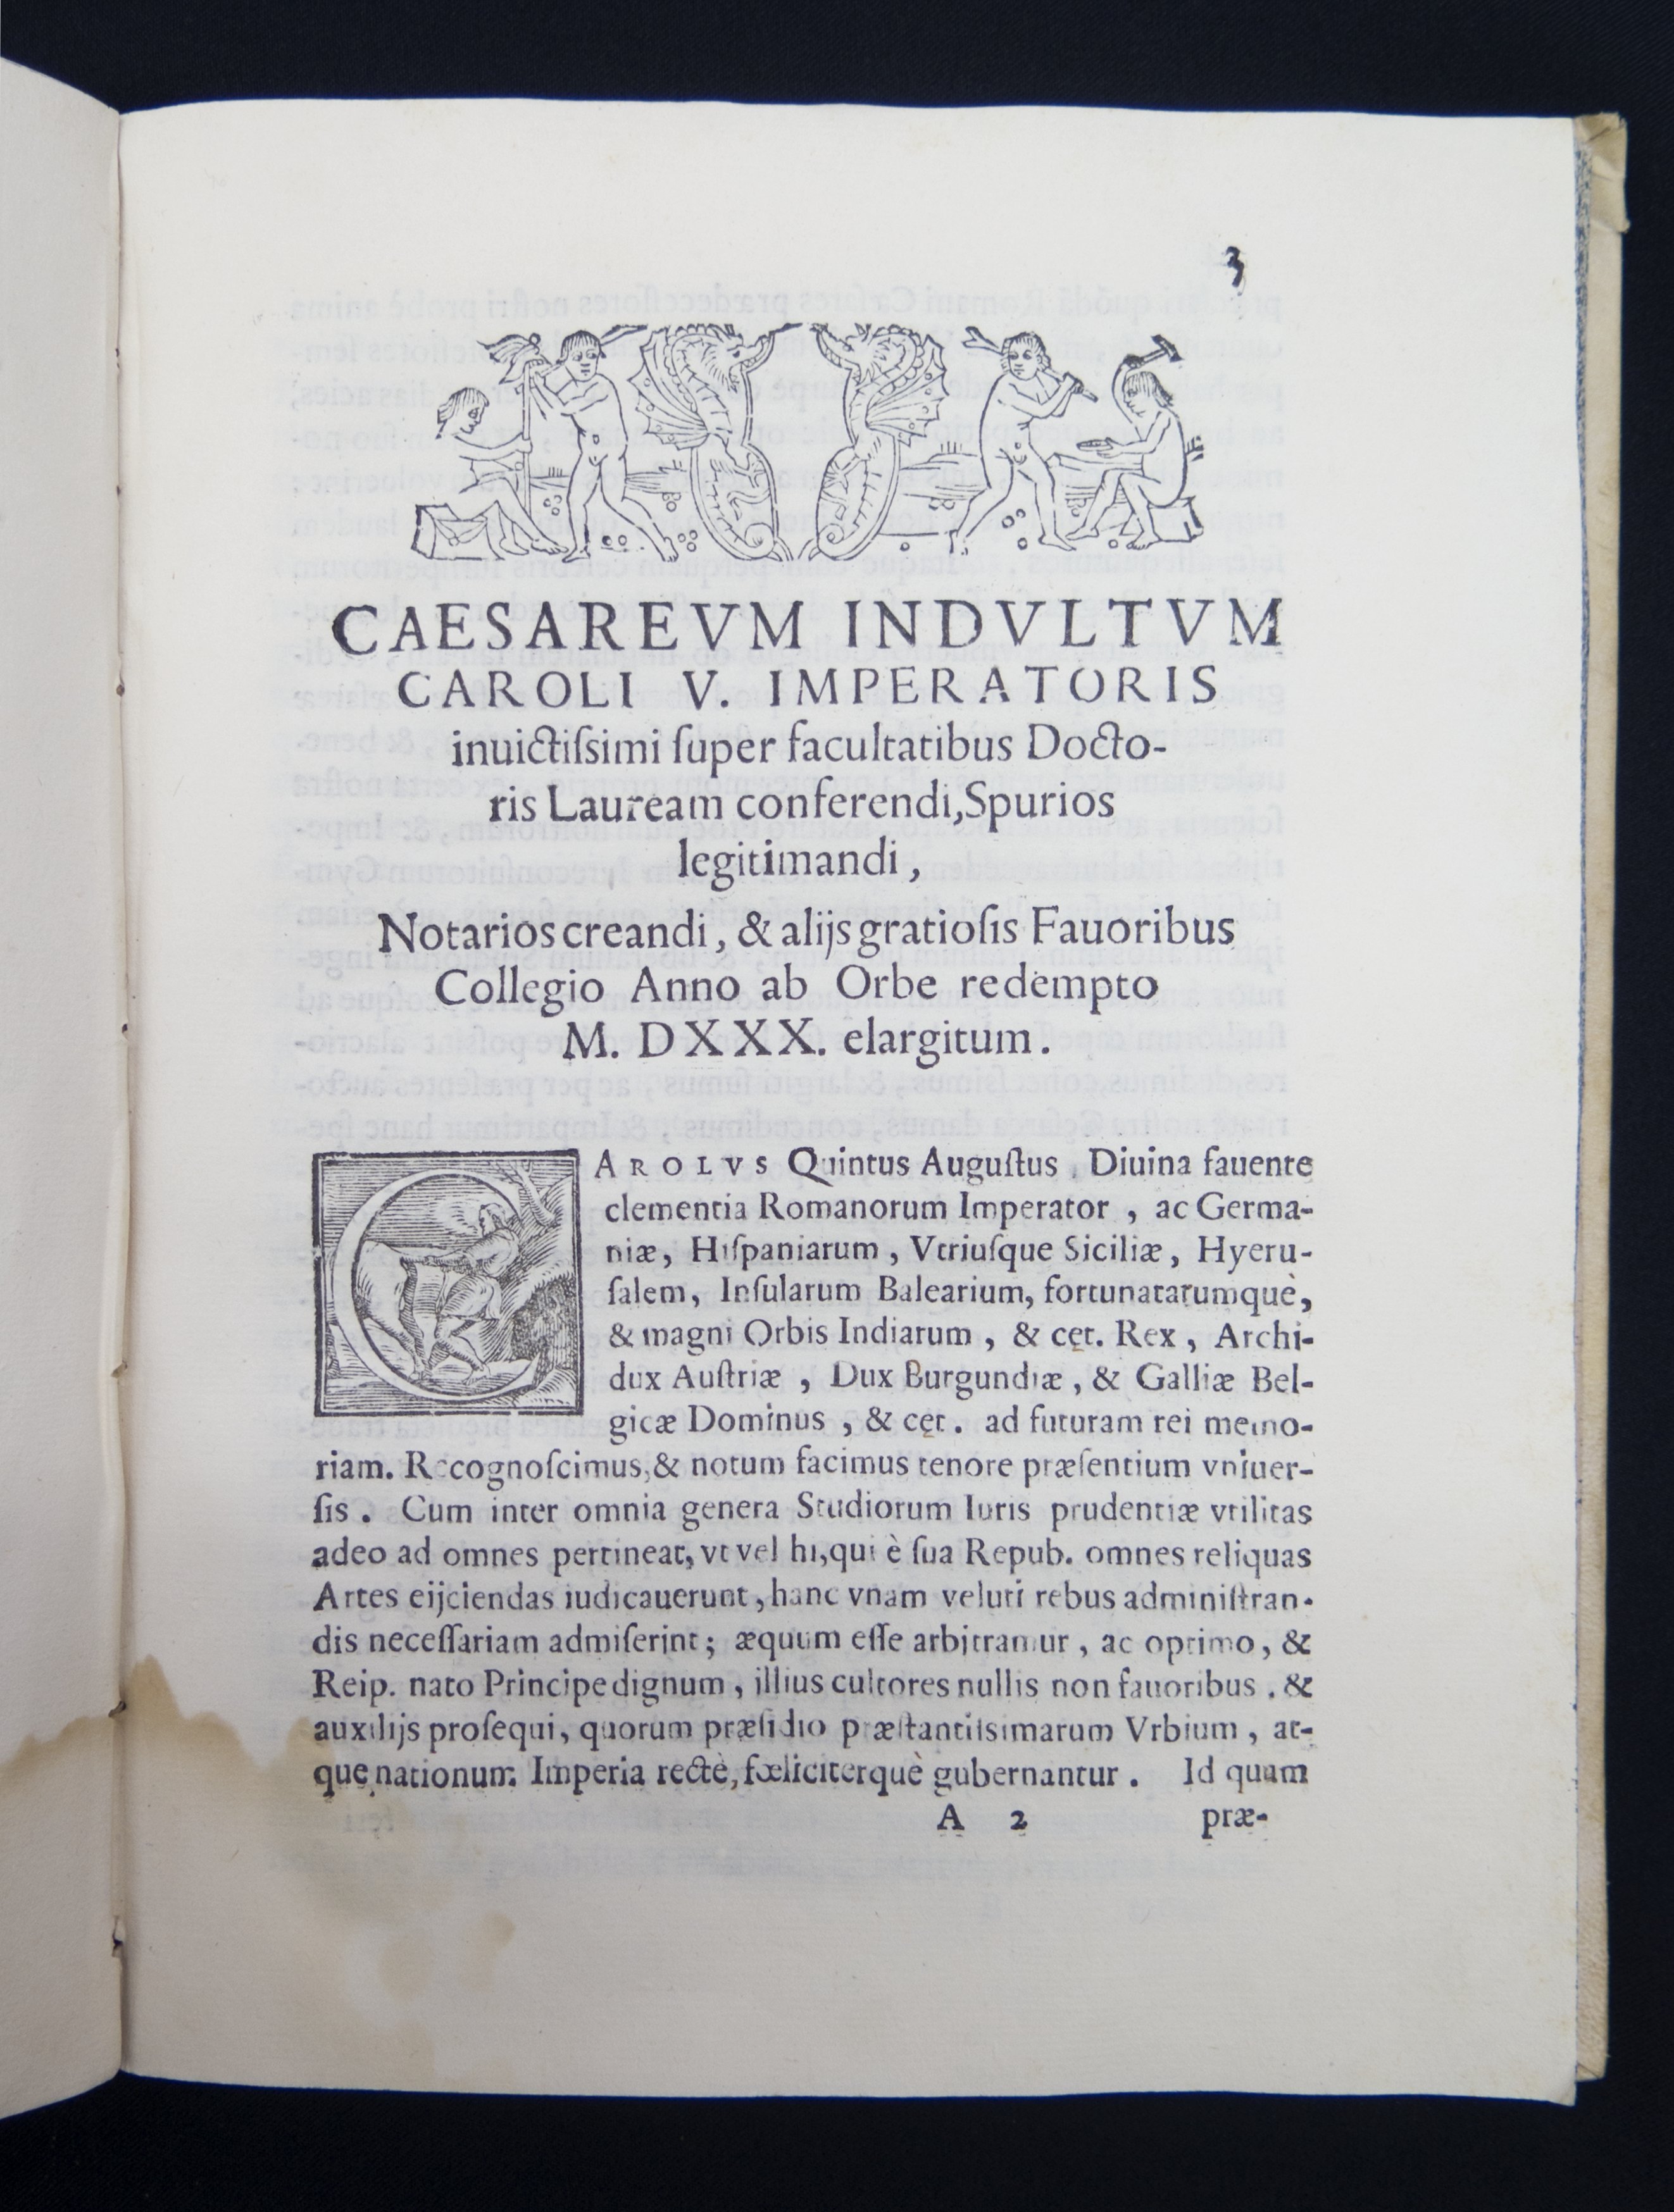 3
CAESAREVM INDVLTVM
CAROLI V. IMPERATORIS
inuictiſsimi ſuper facultatibus Docto-
ris Lauream conferendi,Spurios
legitimandi ,
Notarios creandi, & alijs gratioſis Fauoribus
Collegio Anno ab Orbe redempto
M. DXXX. elargitum.
CAROLVS Quintus Auguſtus . Diuina fauente
clementia Romanorum Imperator , ac Germa-
niæ, Hiſpaniarum , Vtriuſque Siciliæ, Hyeru-
ſalem, Inſularum Balearium, fortunatarumquè,
& magni Orbis Indiarum , & cęt. Rex , Archi-
dux Auſtriæ , Dux Burgundiæ , & Galliæ Bel-
gicæ Dominus , & cęt. ad futuram rei memo-
riam. Recognoſcimus,& notum facimus tenore præſentium vniuer-
ſis . Cum inter omnia genera Studiorum Iuris prudentiæ vtilitas
adeo ad omnes pertineat, vt vel hi,qui è ſua Repub. omnes reliquas
Artes eijciendas iudicauerunt ,hanc vnam veluti rebus adminiſtran-
dis neceſſariam admiſerint ; æquum eſſe arbitramur , ac optimo , &
Reip. nato Principe dignum , illius cultores nullis non fauoribus , &
auxilijs proſequi, quorum præſidio præſtantiſsimarum Vrbium , at-
quę nationum Imperia rectè, fœliciterquè gubernantur . Id quum
A 2 præ-